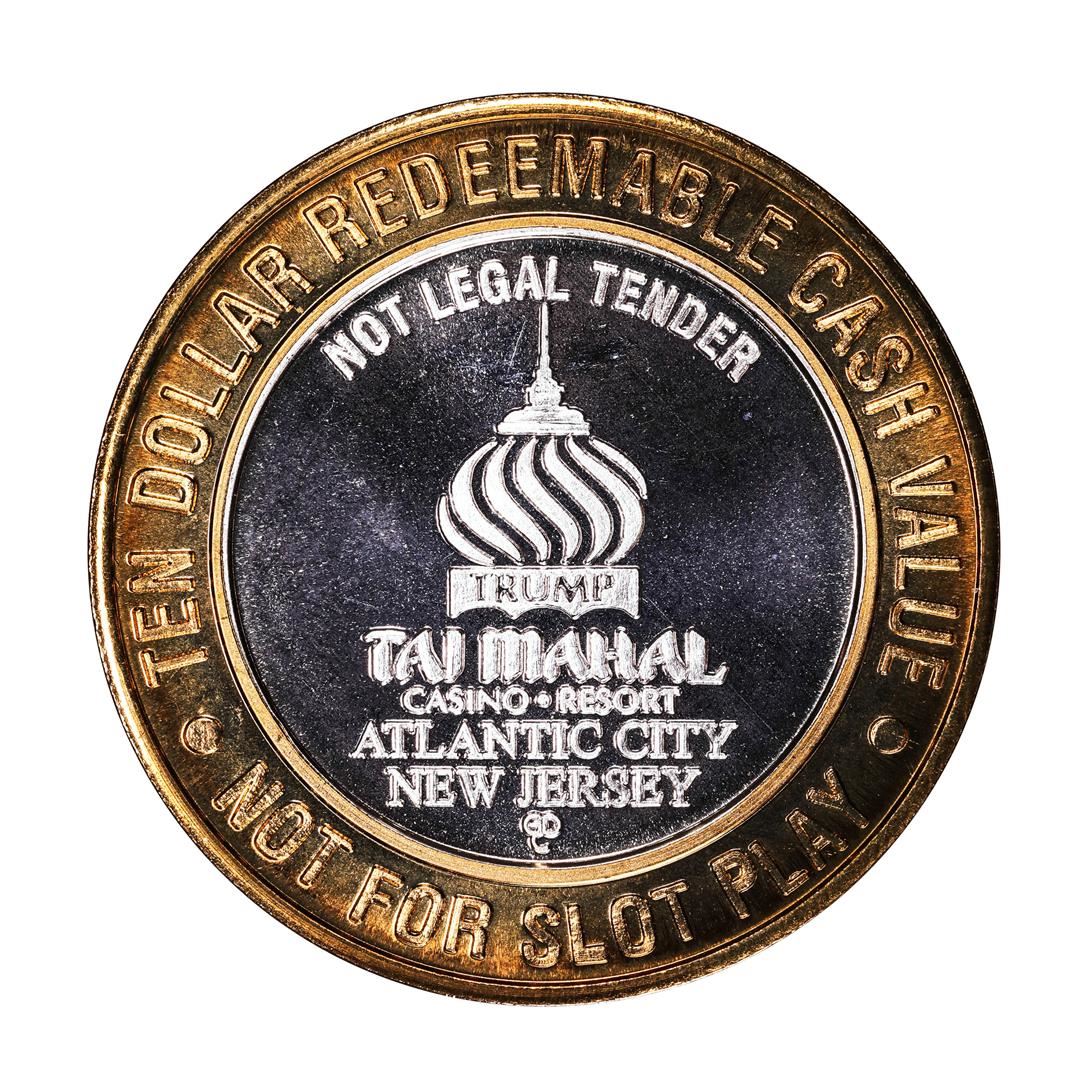 TEN DOLLAR REDEEMABLE CASH VALUE
NOT LEGAL TENDER
TRUMP
TAJ MAHAL
CASINO • RESORT
ATLANTIC CITY
NEW JERSEY
• NOT FOR SLOT PLAY •